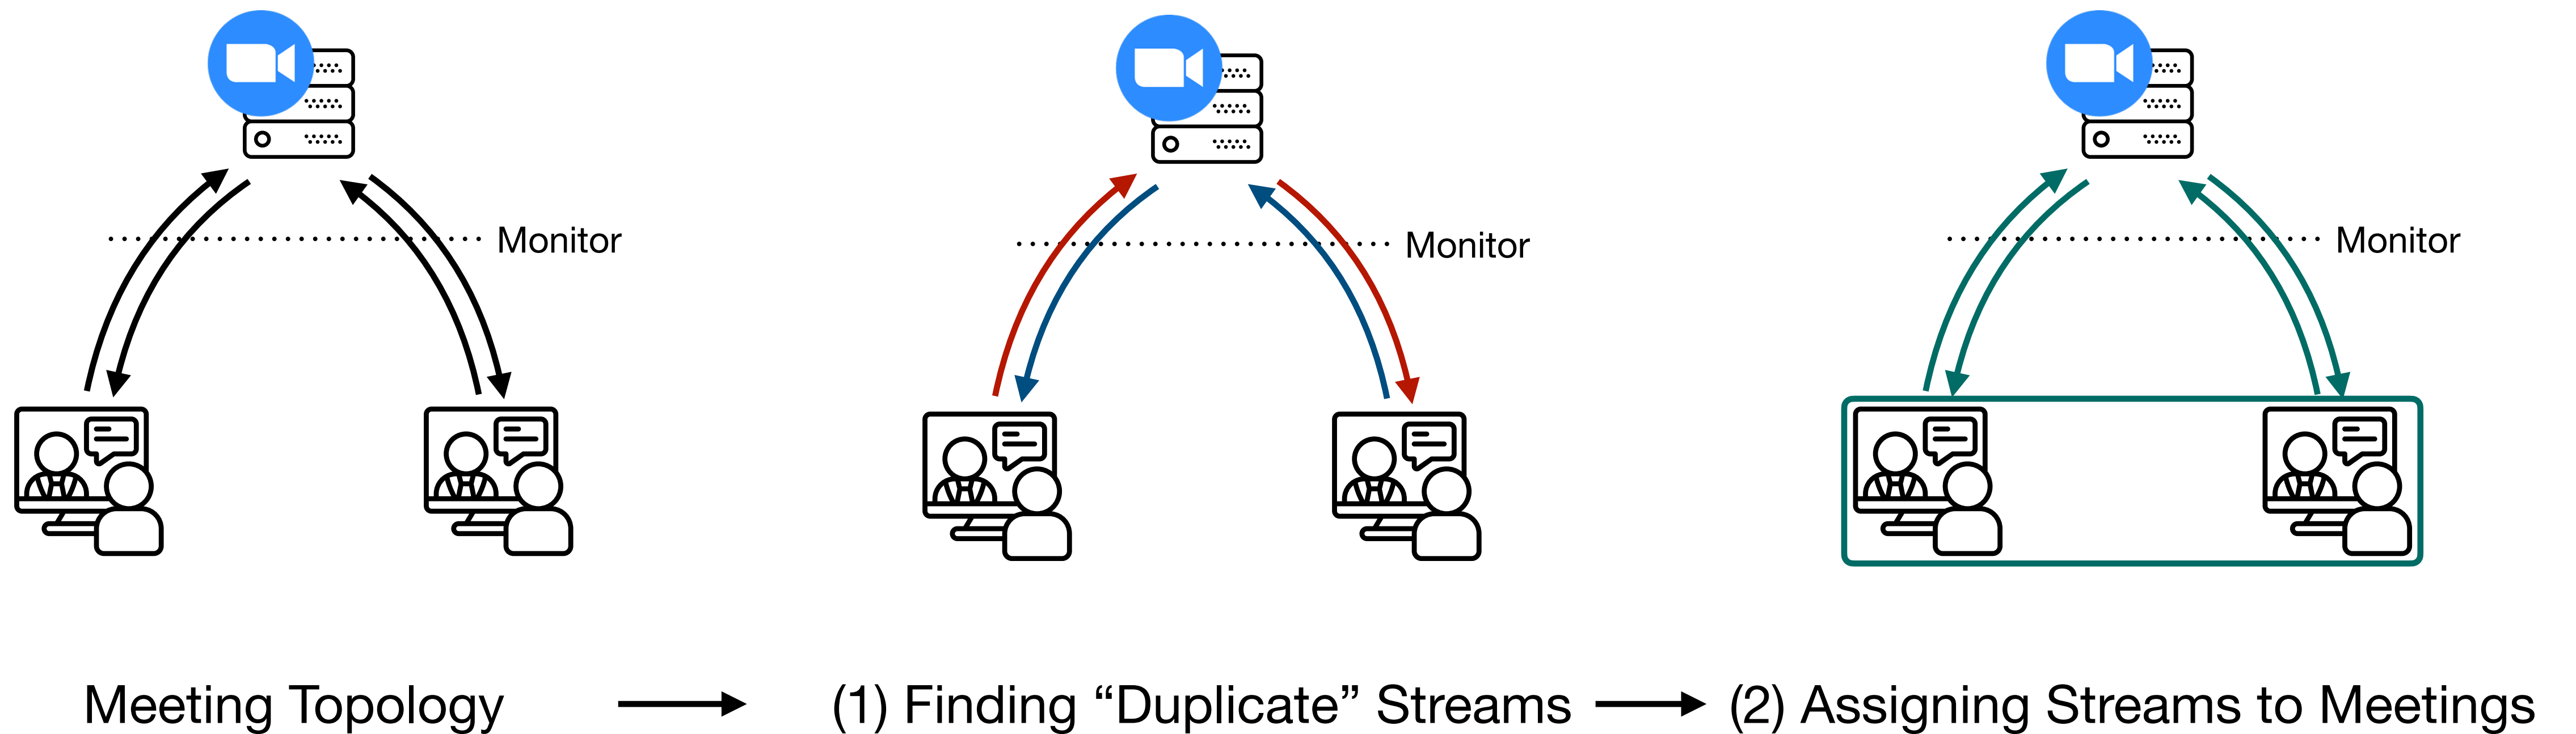 Monitor
Monitor
Monitor
Meeting Topology
(1) Finding “Duplicate” Streams
(2) Assigning Streams to Meetings